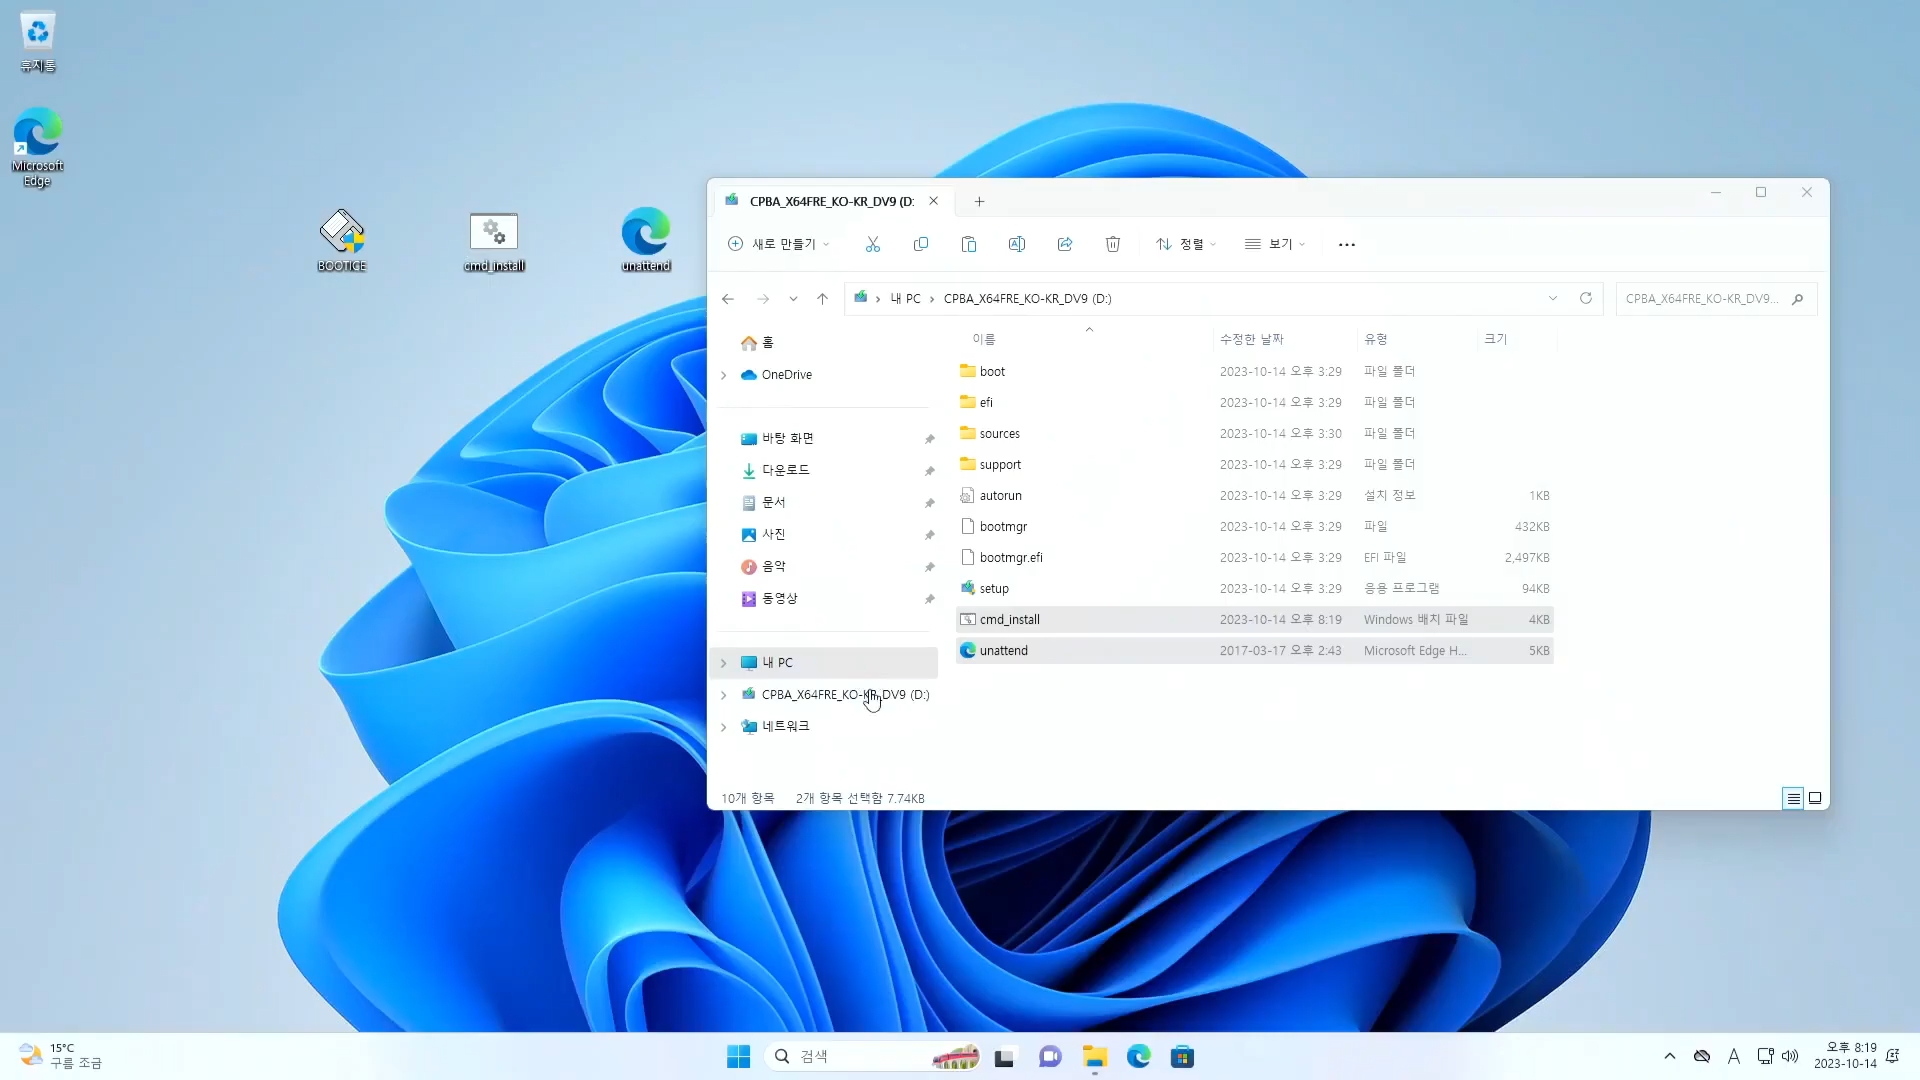 휴지통
Microsoft
Edge
BOOTICE
cmd_install
unattend
CPBA_X64FRE_KO-KR_DV9 (D:
새로 만들기
정렬
보기
내 PC
CPBA_X64FRE_KO-KR_DV9 (D:)
CPBA_X64FRE_KO-KR_DV9...
홈
OneDrive
바탕 화면
다운로드
문서
사진
음악
동영상
내 PC
CPBA_X64FRE_KO-KR_DV9 (D:)
네트워크
이름 수정한 날짜 유형 크기
boot 2023-10-14 오후 3:29 파일 폴더
efi 2023-10-14 오후 3:29 파일 폴더
sources 2023-10-14 오후 3:30 파일 폴더
support 2023-10-14 오후 3:29 파일 폴더
autorun 2023-10-14 오후 3:29 설치 정보 1KB
bootmgr 2023-10-14 오후 3:29 파일 432KB
bootmgr.efi 2023-10-14 오후 3:29 EFI 파일 2,497KB
setup 2023-10-14 오후 3:29 응용 프로그램 94KB
cmd_install 2023-10-14 오후 8:19 Windows 배치 파일 4KB
unattend 2017-03-17 오후 2:43 Microsoft Edge H... 5KB
10개 항목 2개 항목 선택함 7.74KB
15°C
구름 조금
검색
A
오후 8:19
2023-10-14